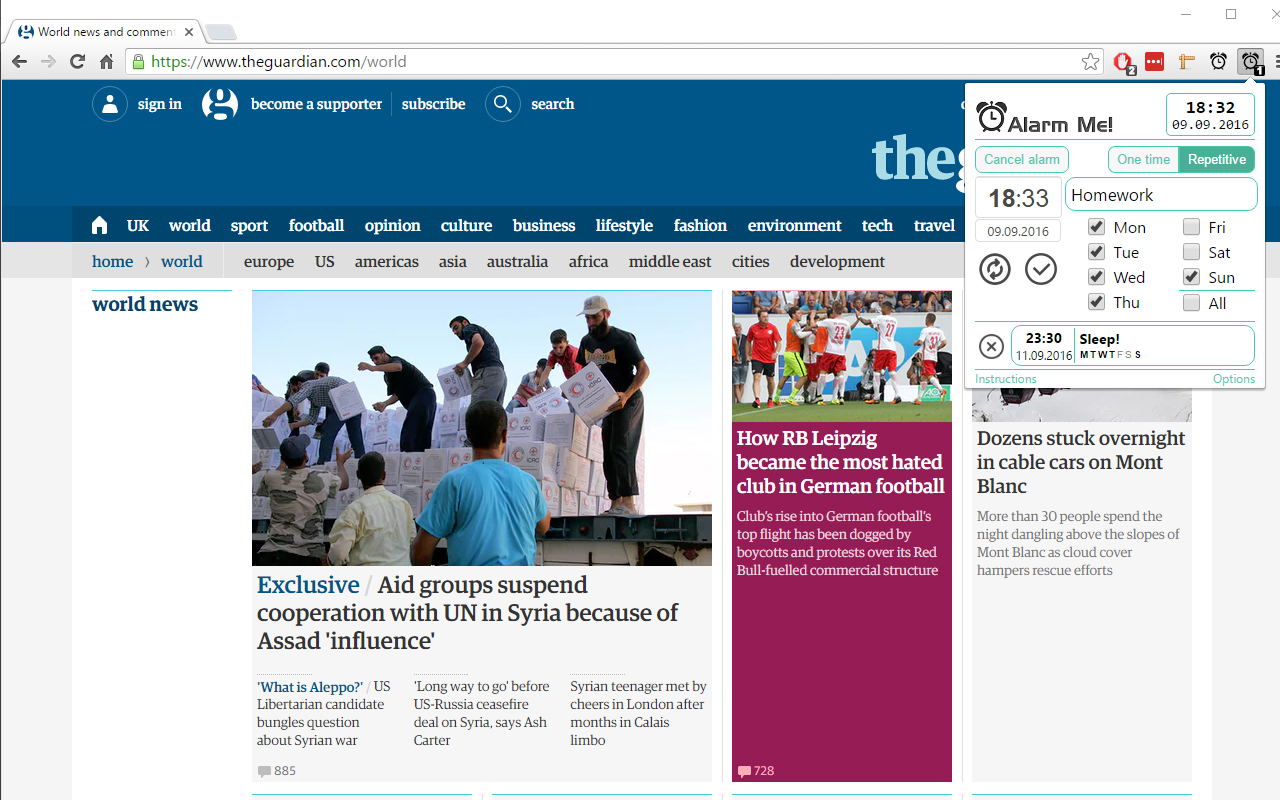 World news and commen
https://www.theguardian.com/world
2
1
sign in
become a supporter
subscribe
search
theg
UK
world
sport
football
opinion
culture
business
lifestyle
fashion
environment
tech
travel
home › world
europe
US
americas
asia
australia
africa
middle east
cities
development
Alarm Me!
18:32
09.09.2016
Cancel alarm
One time
Repetitive
18:33
Homework
09.09.2016
Mon
Fri
Tue
Sat
Wed
Sun
Thu
All
23:30
Sleep!
11.09.2016
M T W T F S S
Instructions
Options
world news
ICRC
23
27
Exclusive / Aid groups suspend
cooperation with UN in Syria because of
Assad 'influence'
'What is Aleppo?' / US
Libertarian candidate
bungles question
about Syrian war
'Long way to go' before
US-Russia ceasefire
deal on Syria, says Ash
Carter
Syrian teenager met by
cheers in London after
months in Calais
limbo
885
How RB Leipzig
became the most hated
club in German football
Club's rise into German football's
top flight has been dogged by
boycotts and protests over its Red
Bull-fuelled commercial structure
728
Dozens stuck overnight
in cable cars on Mont
Blanc
More than 30 people spend the
night dangling above the slopes of
Mont Blanc as cloud cover
hampers rescue efforts